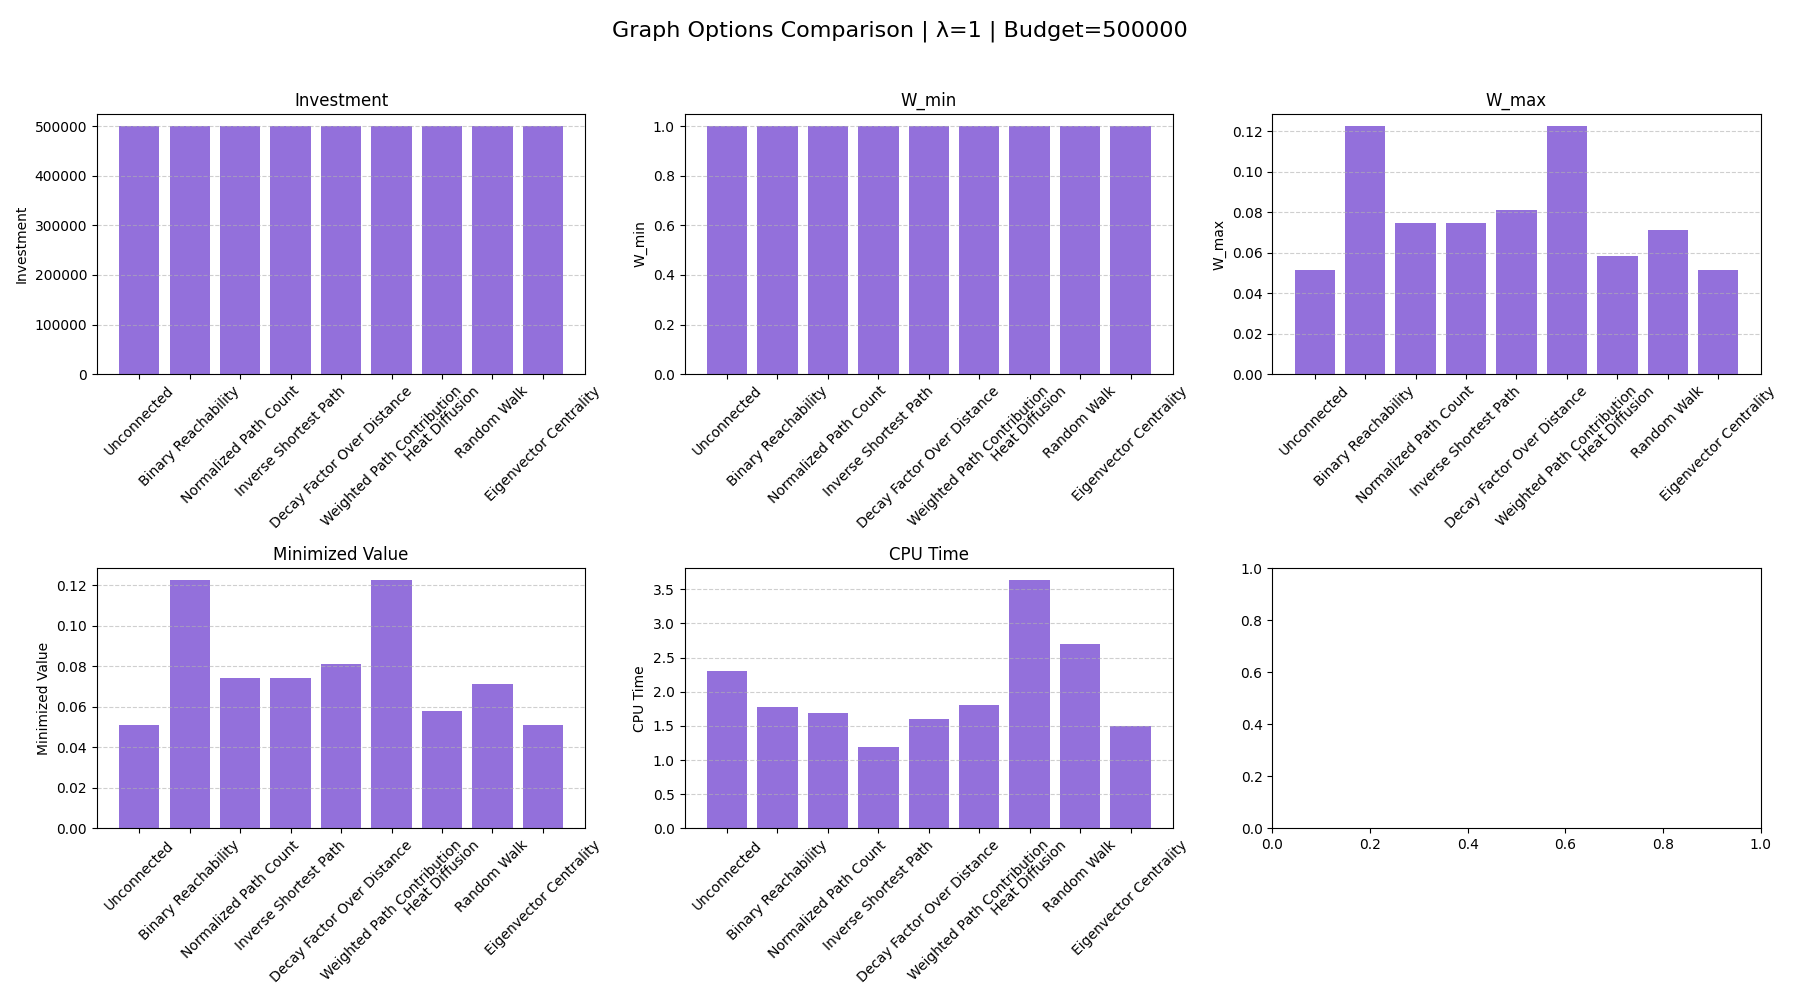 Graph Options Comparison | λ=1 | Budget=500000
Investment
Investment
500000
400000
300000
200000
100000
0
Unconnected
Binary Reachability
Normalized Path Count
Inverse Shortest Path
Decay Factor Over Distance
Weighted Path Contribution
Heat Diffusion
Random Walk
Eigenvector Centrality
W_min
W_min
1.0
0.8
0.6
0.4
0.2
0.0
Unconnected
Binary Reachability
Normalized Path Count
Inverse Shortest Path
Decay Factor Over Distance
Weighted Path Contribution
Heat Diffusion
Random Walk
Eigenvector Centrality
W_max
W_max
0.12
0.10
0.08
0.06
0.04
0.02
0.00
Unconnected
Binary Reachability
Normalized Path Count
Inverse Shortest Path
Decay Factor Over Distance
Weighted Path Contribution
Heat Diffusion
Random Walk
Eigenvector Centrality
Minimized Value
Minimized Value
0.12
0.10
0.08
0.06
0.04
0.02
0.00
Unconnected
Binary Reachability
Normalized Path Count
Inverse Shortest Path
Decay Factor Over Distance
Weighted Path Contribution
Heat Diffusion
Random Walk
Eigenvector Centrality
CPU Time
CPU Time
3.5
3.0
2.5
2.0
1.5
1.0
0.5
0.0
Unconnected
Binary Reachability
Normalized Path Count
Inverse Shortest Path
Decay Factor Over Distance
Weighted Path Contribution
Heat Diffusion
Random Walk
Eigenvector Centrality
1.0
0.8
0.6
0.4
0.2
0.0
0.0 0.2 0.4 0.6 0.8 1.0